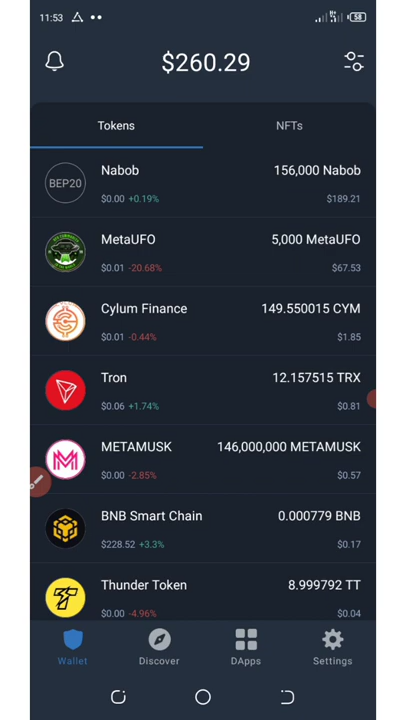 11:53
58
$260.29
Tokens
NFTs
BEP20
Nabob
156,000 Nabob
$0.00 +0.19%
$189.21
MetaUFO
5,000 MetaUFO
$0.01 -20.68%
$67.53
Cylum Finance
149.550015 CYM
$0.01 -0.44%
$1.85
Tron
12.157515 TRX
$0.06 +1.74%
$0.81
METAMUSK
146,000,000 METAMUSK
$0.00 -2.85%
$0.57
BNB Smart Chain
0.000779 BNB
$228.52 +3.3%
$0.17
Thunder Token
8.999792 TT
$0.00 -4.96%
$0.04
Wallet
Discover
DApps
Settings